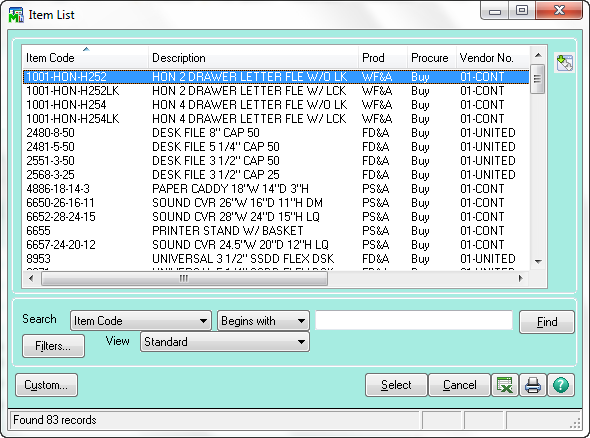 Item List
Item Code Description Prod Procure Vendor No.
1001-HON-H252 HON 2 DRAWER LETTER FLE W/O LK WF&A Buy 01-CONT
1001-HON-H252LK HON 2 DRAWER LETTER FLE W/ LCK WF&A Buy 01-CONT
1001-HON-H254 HON 4 DRAWER LETTER FLE W/O LK WF&A Buy 01-CONT
1001-HON-H254LK HON 4 DRAWER LETTER FLE W/ LCK WF&A Buy 01-CONT
2480-8-50 DESK FILE 8" CAP 50 FD&A Buy 01-UNITED
2481-5-50 DESK FILE 5 1/4" CAP 50 FD&A Buy 01-UNITED
2551-3-50 DESK FILE 3 1/2" CAP 50 FD&A Buy 01-UNITED
2568-3-25 DESK FILE 3 1/2" CAP 25 FD&A Buy 01-UNITED
4886-18-14-3 PAPER CADDY 18"W 14"D 3"H PS&A Buy 01-CONT
6650-26-16-11 SOUND CVR 26"W 16"D 11"H DM PS&A Buy 01-CONT
6652-28-24-15 SOUND CVR 28"W 24"D 15"H LQ PS&A Buy 01-CONT
6655 PRINTER STAND W/ BASKET PS&A Buy 01-CONT
6657-24-20-12 SOUND CVR 24.5"W 20"D 12"H LQ PS&A Buy 01-CONT
8953 UNIVERSAL 3 1/2" SSDD FLEX DSK FD&A Buy 01-UNITED
Search Item Code Begins with Find
Filters... View Standard
Custom... Select Cancel
Found 83 records